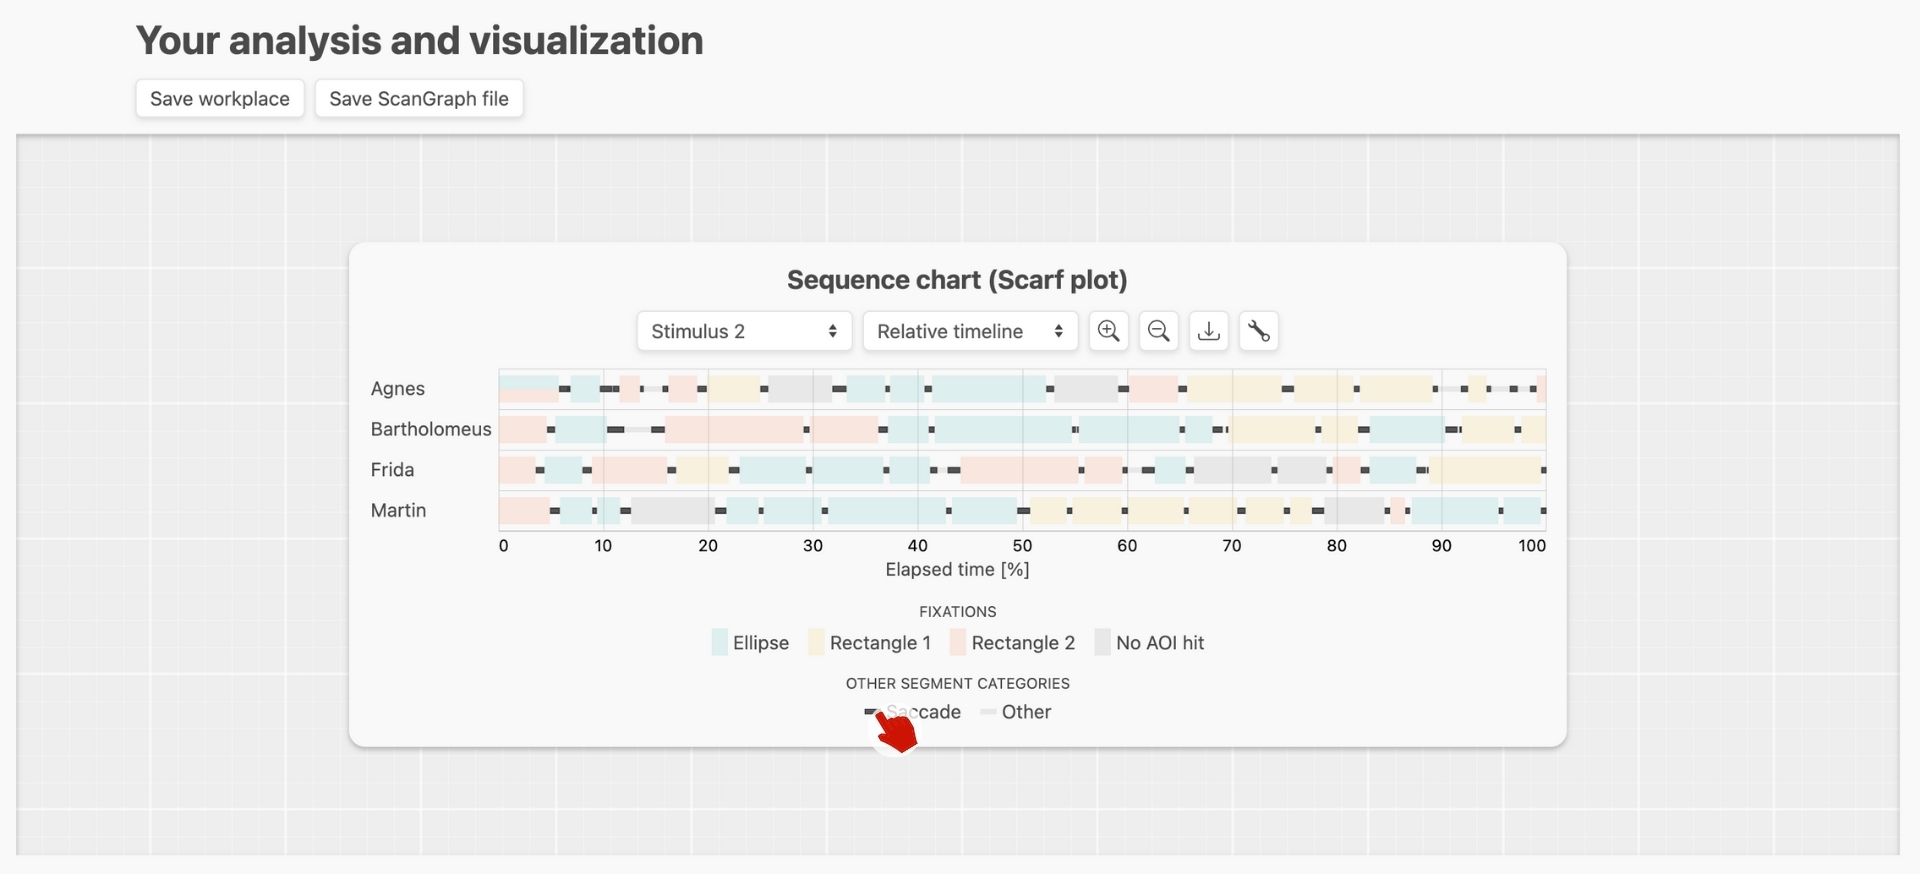 Your analysis and visualization
Save workplace Save ScanGraph file
Sequence chart (Scarf plot)
Stimulus 2 Relative timeline
Agnes
Bartholomeus
Frida
Martin
0 10 20 30 40 50 60 70 80 90 100
Elapsed time [%]
FIXATIONS
Ellipse Rectangle 1 Rectangle 2 No AOI hit
OTHER SEGMENT CATEGORIES
Saccade Other